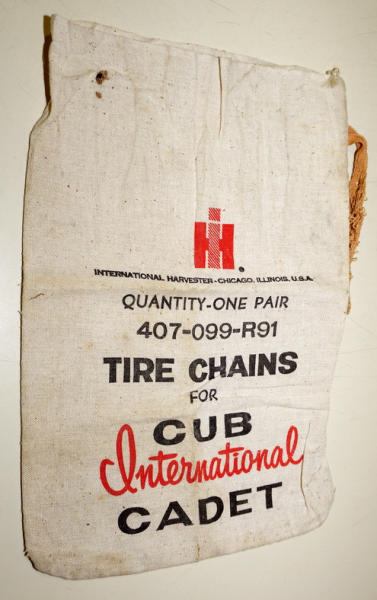 IH®
INTERNATIONAL HARVESTER-CHICAGO, ILLINOIS, U.S.A.
QUANTITY-ONE PAIR
407-099-R91
TIRE CHAINS
FOR
CUB
International
CADET